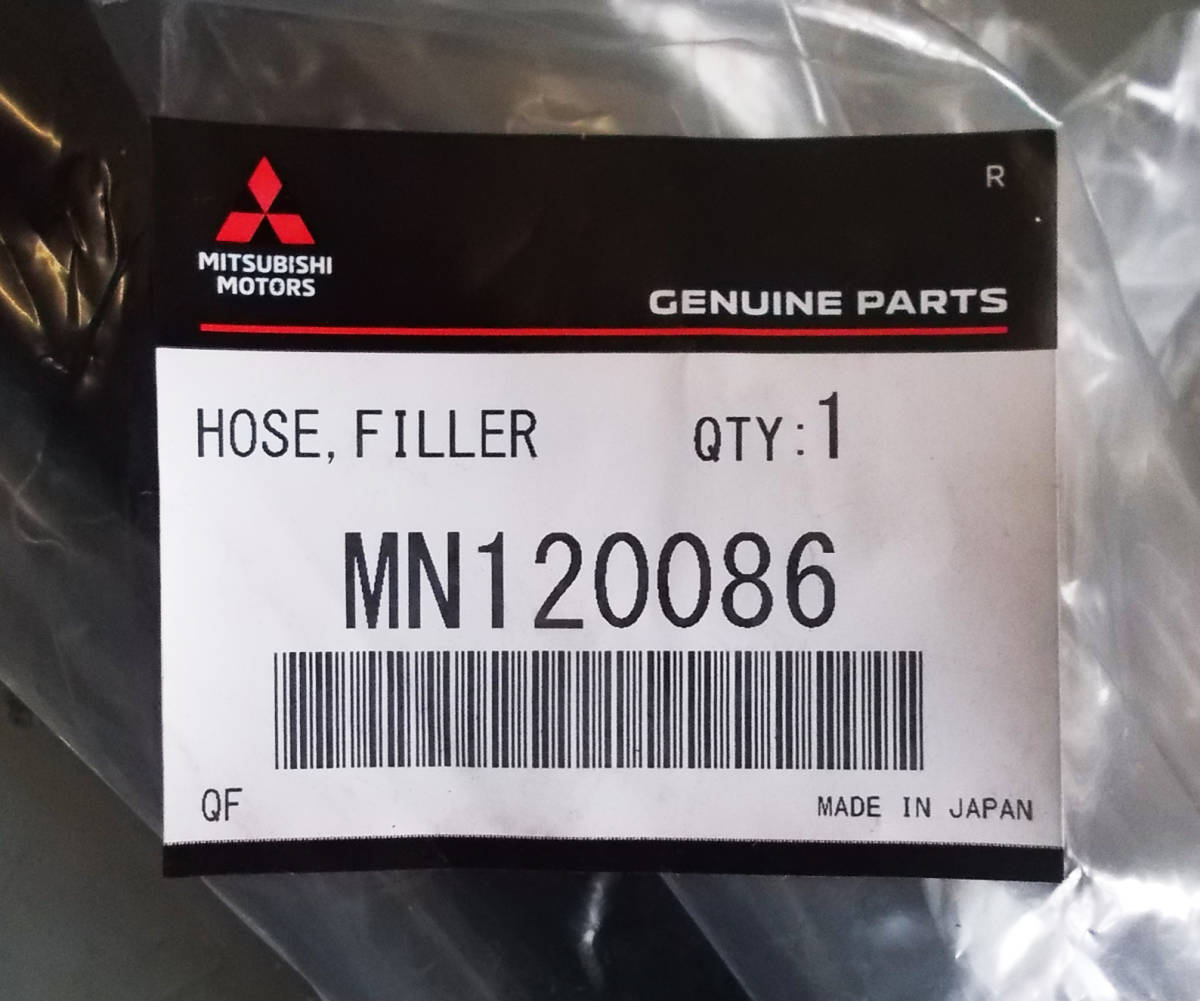 R
MITSUBISHI
MOTORS
GENUINE PARTS
HOSE, FILLER QTY:1
MN120086
QF MADE IN JAPAN